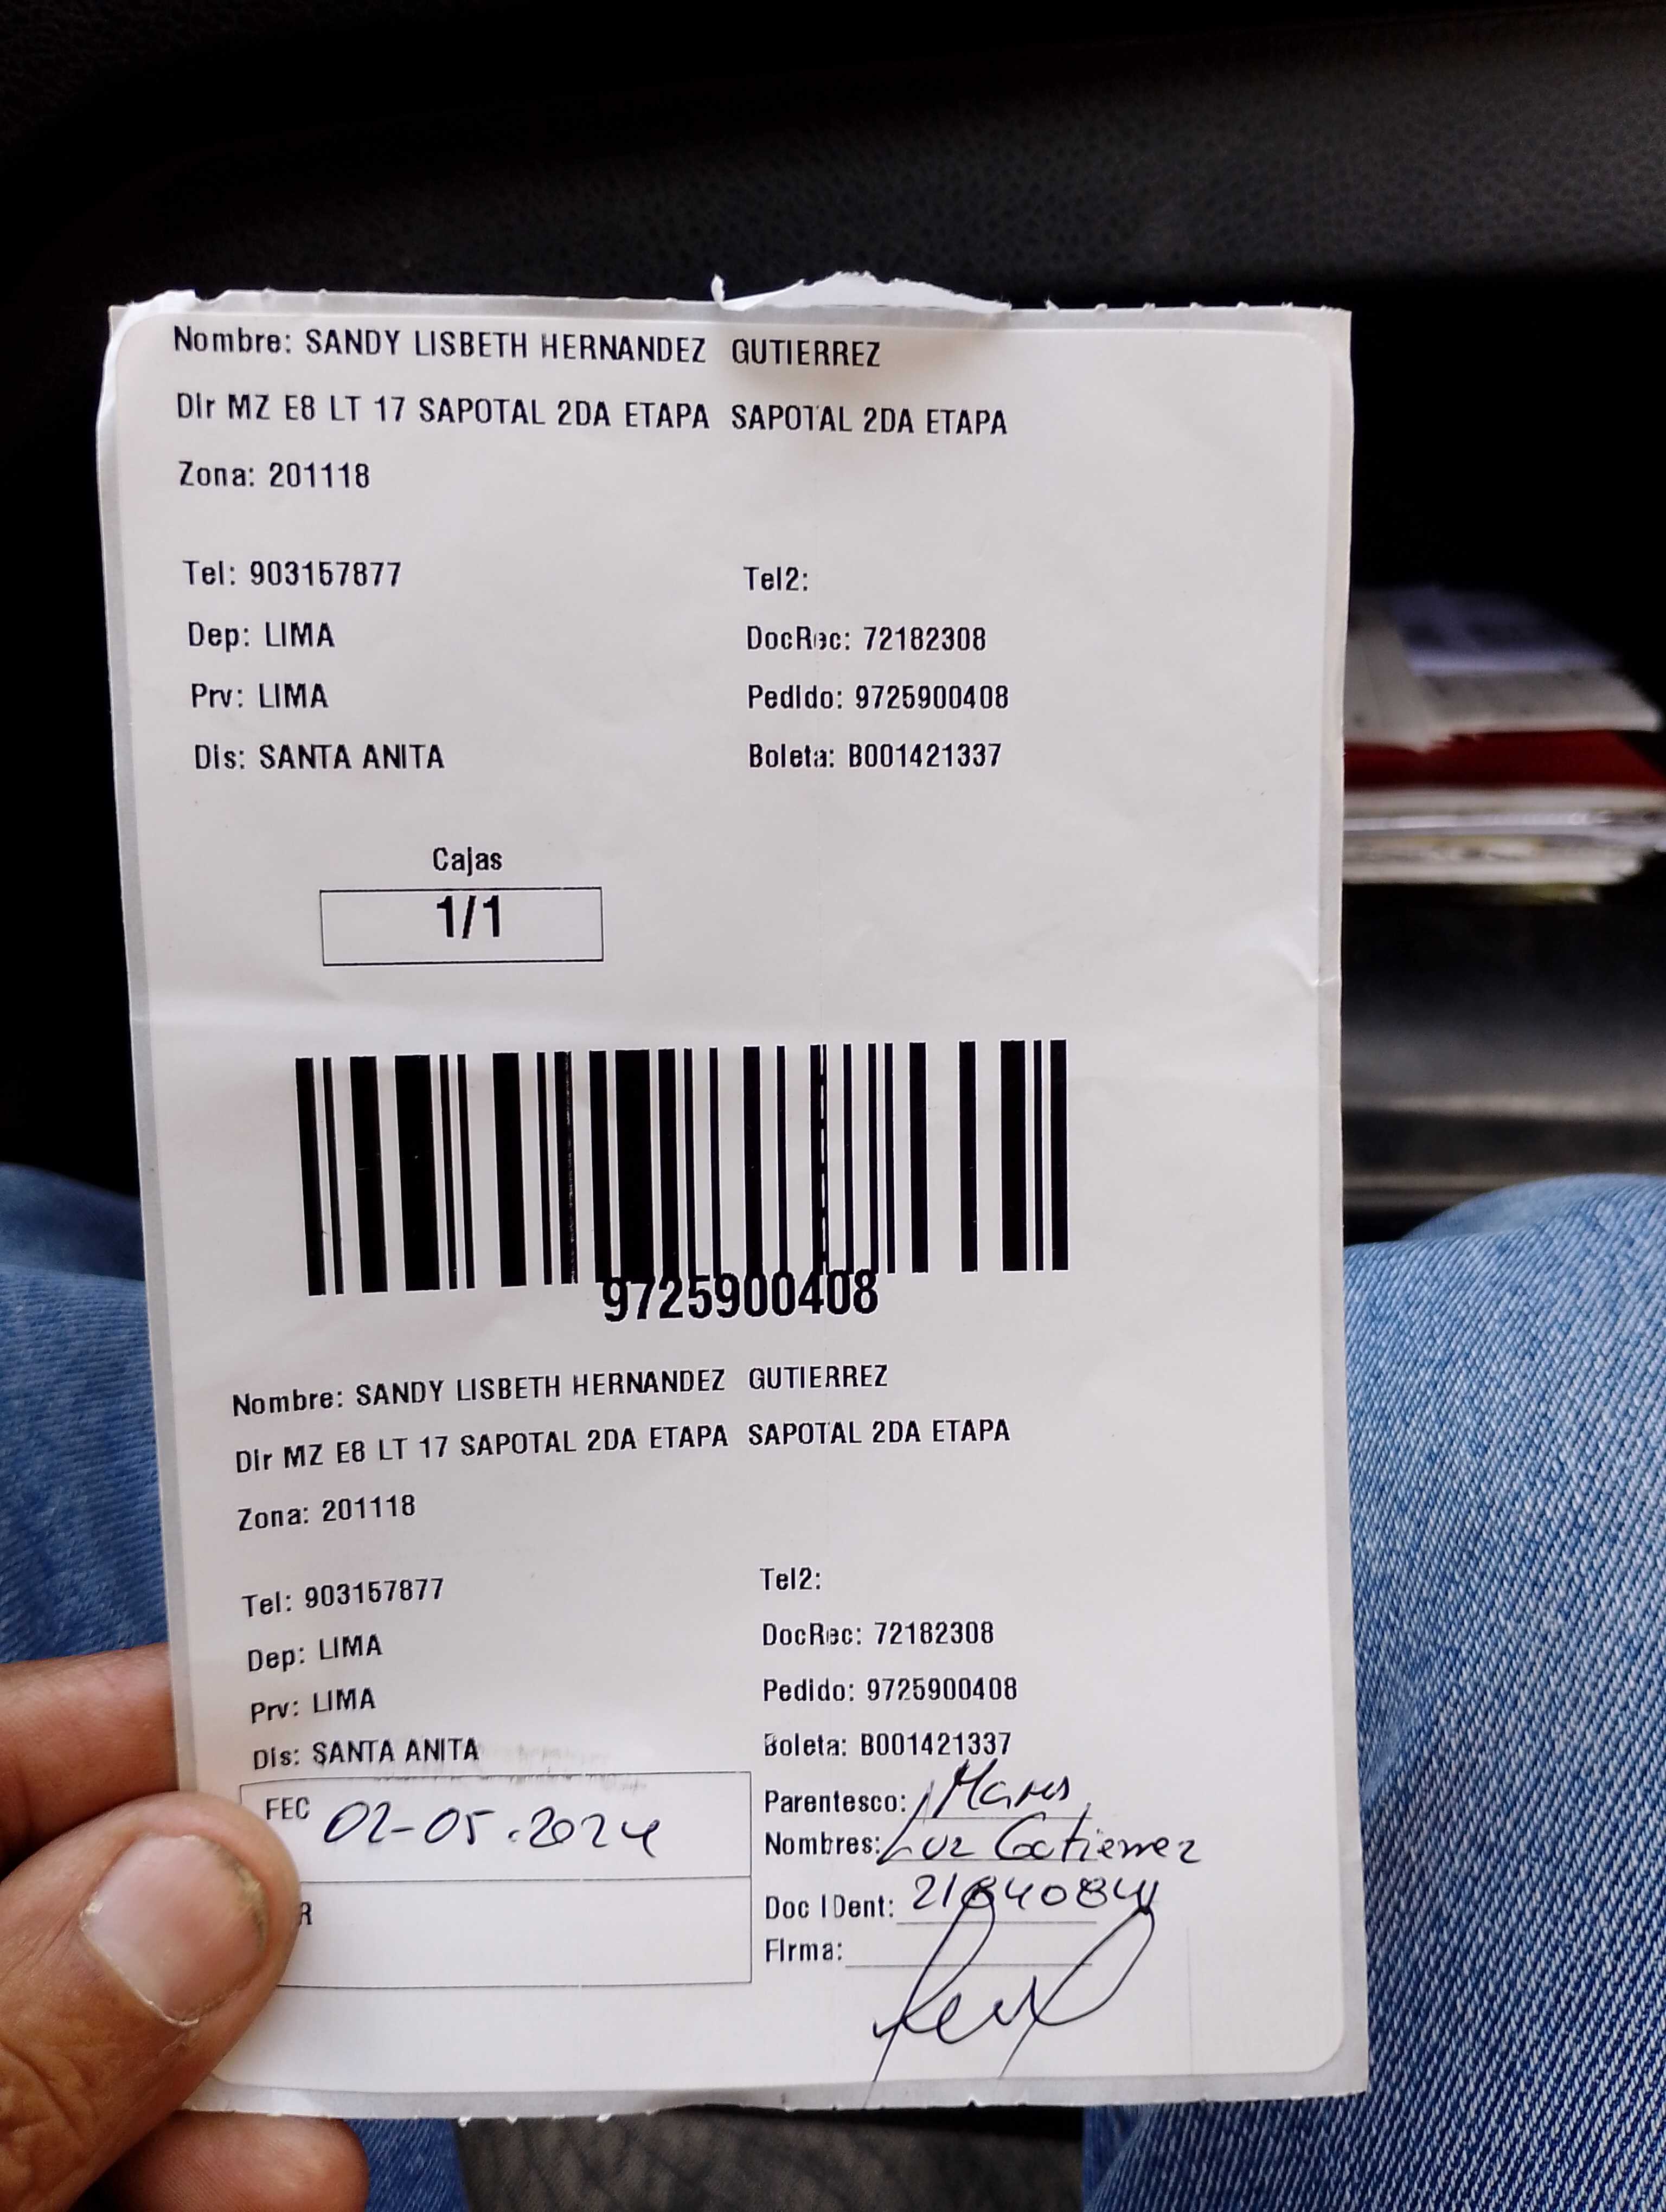 Nombre: SANDY LISBETH HERNANDEZ GUTIERREZ
Dir MZ E8 LT 17 SAPOTAL 2DA ETAPA SAPOTAL 2DA ETAPA
Zona: 201118
Tel: 903157877 Tel2:
Dep: LIMA DocRec: 72182308
Prv: LIMA Pedido: 9725900408
Dis: SANTA ANITA Boleta: B001421337
Cajas
1/1
9725900408
Nombre: SANDY LISBETH HERNANDEZ GUTIERREZ
Dir MZ E8 LT 17 SAPOTAL 2DA ETAPA SAPOTAL 2DA ETAPA
Zona: 201118
Tel: 903157877 Tel2:
Dep: LIMA DocRec: 72182308
Prv: LIMA Pedido: 9725900408
Dis: SANTA ANITA Boleta: B001421337
FEC 02-05.2024 Parentesco:
Nombres: Luz Gutierrez
R Doc IDent:
Firma: